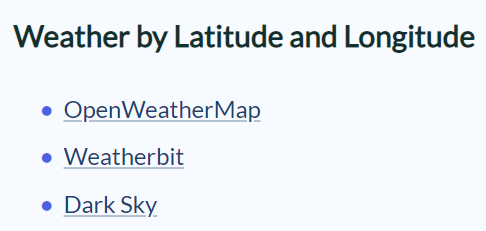 Weather by Latitude and Longitude
OpenWeatherMap
Weatherbit
Dark Sky